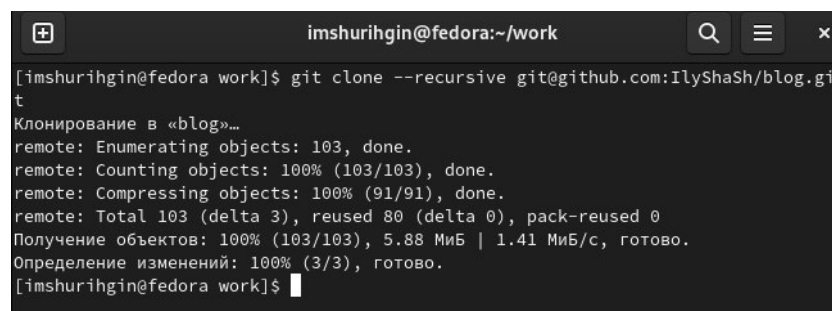 imshurihgin@fedora:~/work
[imshurihgin@fedora work]$ git clone --recursive git@github.com:IlyShaSh/blog.gi
t
Клонирование в «blog»…
remote: Enumerating objects: 103, done.
remote: Counting objects: 100% (103/103), done.
remote: Compressing objects: 100% (91/91), done.
remote: Total 103 (delta 3), reused 80 (delta 0), pack-reused 0
Получение объектов: 100% (103/103), 5.88 МиБ | 1.41 МиБ/с, готово.
Определение изменений: 100% (3/3), готово.
[imshurihgin@fedora work]$